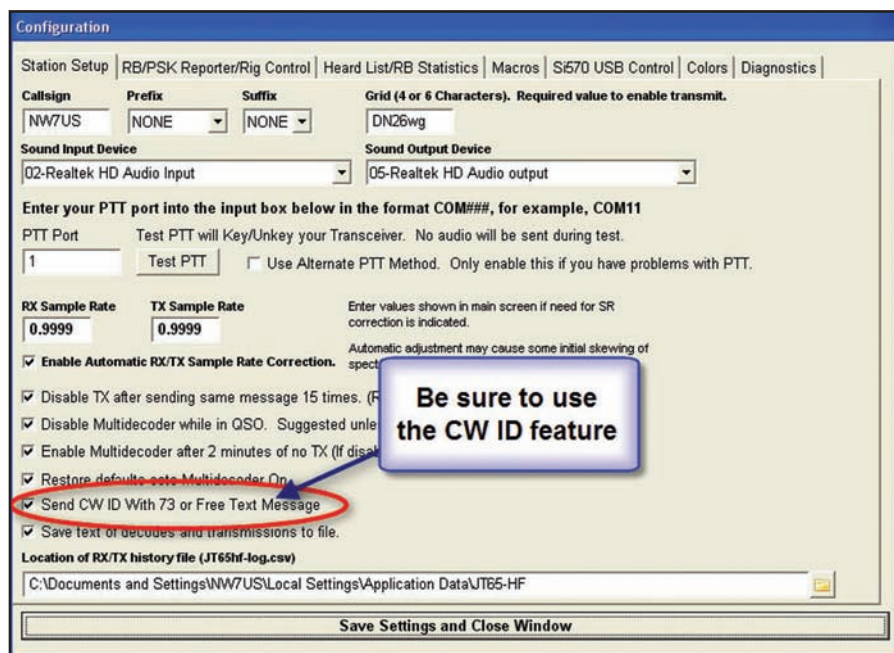 Configuration
Station Setup RB/PSK Reporter/Rig Control Heard List/RB Statistics Macros Si570 USB Control Colors Diagnostics
Callsign Prefix Suffix Grid (4 or 6 Characters). Required value to enable transmit.
NW7US NONE NONE DN26wg
Sound Input Device Sound Output Device
02-Realtek HD Audio Input 05-Realtek HD Audio output
Enter your PTT port into the input box below in the format COM###, for example, COM11
PTT Port Test PTT will Key/Unkey your Transceiver. No audio will be sent during test.
1 Test PTT Use Alternate PTT Method. Only enable this if you have problems with PTT.
RX Sample Rate TX Sample Rate Enter values shown in main screen if need for SR
correction is indicated.
0.9999 0.9999
Automatic adjustment may cause some initial skewing of
Enable Automatic RX/TX Sample Rate Correction.
Be sure to use
the CW ID feature
Disable TX after sending same message 15 times.
Disable Multidecoder while in QSO. Suggested
Enable Multidecoder after 2 minutes of no TX
Restore defaults sets Multidecoder On
Send CW ID With 73 or Free Text Message
Save text of decodes and transmissions to file.
Location of RX/TX history file (JT65hf-log.csv)
C:\Documents and Settings\NW7US\Local Settings\Application Data\JT65-HF
Save Settings and Close Window